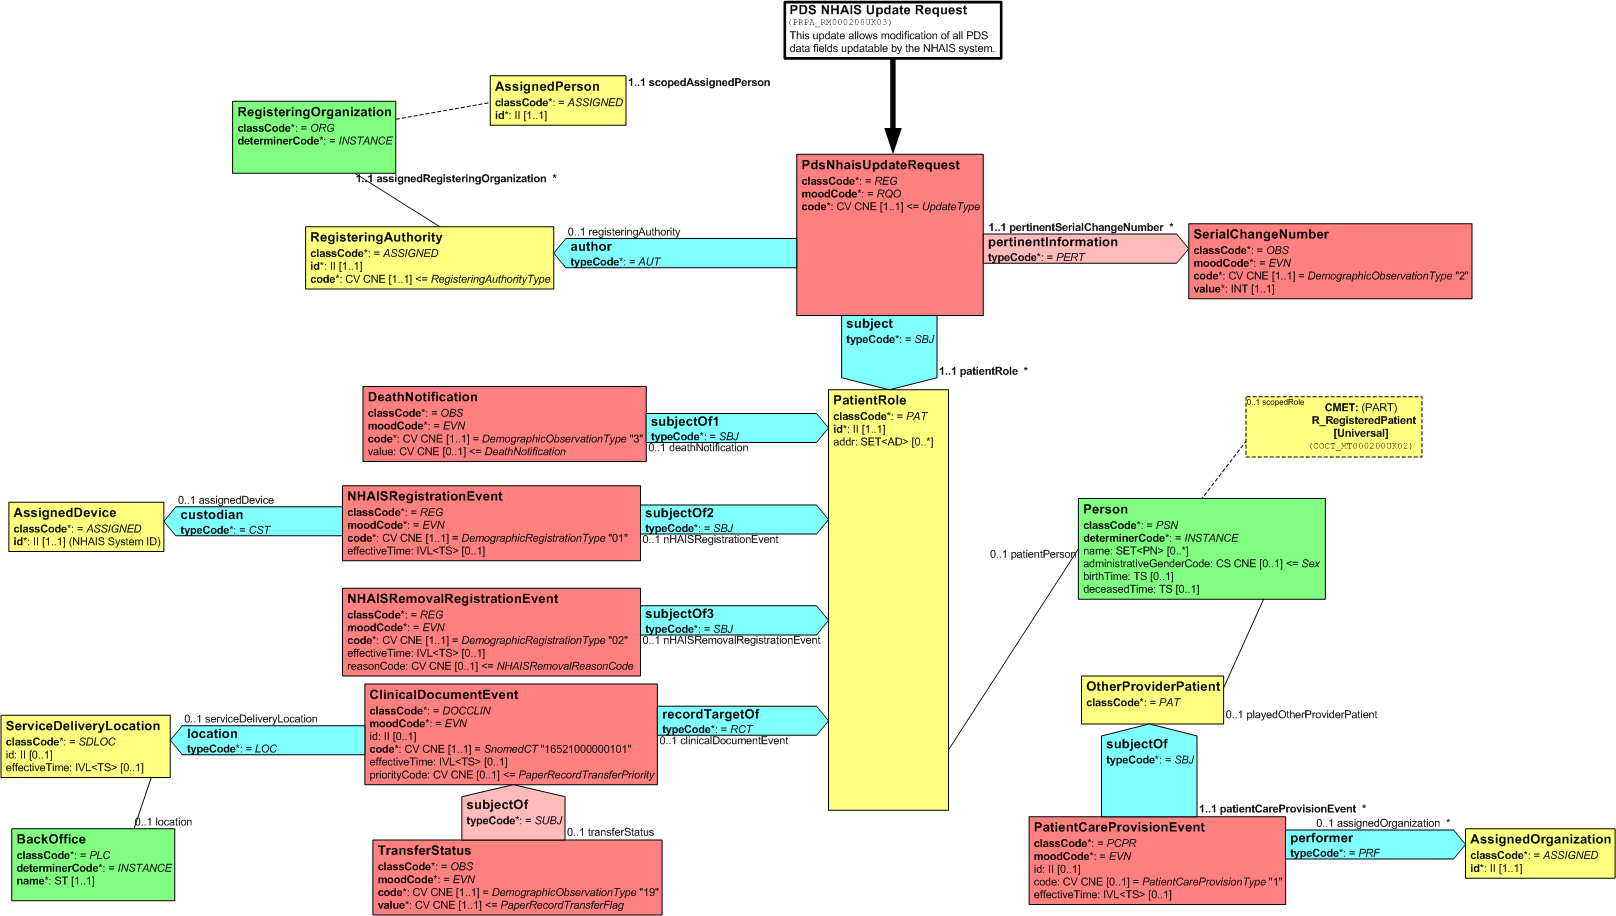 PDS NHAIS Update Request
(PRPA_RM000208UK03)
This update allows modification of all PDS
data fields updatable by the NHAIS system.
AssignedPerson
classCode*: = ASSIGNED
id*: II [1..1]
1..1 scopedAssignedPerson
RegisteringOrganization
classCode*: = ORG
determinerCode*: = INSTANCE
1..1 assignedRegisteringOrganization *
RegisteringAuthority
classCode*: = ASSIGNED
id*: II [1..1]
code*: CV CNE [1..1] <= RegisteringAuthorityType
0..1 registeringAuthority
author
typeCode*: = AUT
PdsNhaisUpdateRequest
classCode*: = REG
moodCode*: = RQO
code*: CV CNE [1..1] <= UpdateType
1..1 pertinentSerialChangeNumber *
pertinentInformation
typeCode*: = PERT
SerialChangeNumber
classCode*: = OBS
moodCode*: = EVN
code*: CV CNE [1..1] = DemographicObservationType "2"
value*: INT [1..1]
subject
typeCode*: = SBJ
1..1 patientRole *
PatientRole
classCode*: = PAT
id*: II [1..1]
addr: SET<AD> [0..*]
DeathNotification
classCode*: = OBS
moodCode*: = EVN
code*: CV CNE [1..1] = DemographicObservationType "3"
value: CV CNE [0..1] <= DeathNotification
subjectOf1
typeCode*: = SBJ
0..1 deathNotification
NHAISRegistrationEvent
classCode*: = REG
moodCode*: = EVN
code*: CV CNE [1..1] = DemographicRegistrationType "01"
effectiveTime: IVL<TS> [0..1]
subjectOf2
typeCode*: = SBJ
0..1 nHAISRegistrationEvent
0..1 assignedDevice
custodian
typeCode*: = CST
AssignedDevice
classCode*: = ASSIGNED
id*: II [1..1] (NHAIS System ID)
NHAISRemovalRegistrationEvent
classCode*: = REG
moodCode*: = EVN
code*: CV CNE [1..1] = DemographicRegistrationType "02"
effectiveTime: IVL<TS> [0..1]
reasonCode: CV CNE [0..1] <= NHAISRemovalReasonCode
subjectOf3
typeCode*: = SBJ
0..1 nHAISRemovalRegistrationEvent
ClinicalDocumentEvent
classCode*: = DOCCLIN
moodCode*: = EVN
id: II [0..1]
code*: CV CNE [1..1] = SnomedCT "16521000000101"
effectiveTime: IVL<TS> [0..1]
priorityCode: CV CNE [0..1] <= PaperRecordTransferPriority
recordTargetOf
typeCode*: = RCT
0..1 clinicalDocumentEvent
0..1 serviceDeliveryLocation
location
typeCode*: = LOC
ServiceDeliveryLocation
classCode*: = SDLOC
id: II [0..1]
effectiveTime: IVL<TS> [0..1]
0..1 location
BackOffice
classCode*: = PLC
determinerCode*: = INSTANCE
name*: ST [1..1]
subjectOf
typeCode*: = SUBJ
0..1 transferStatus
TransferStatus
classCode*: = OBS
moodCode*: = EVN
code*: CV CNE [1..1] = DemographicObservationType "19"
value*: CV CNE [1..1] <= PaperRecordTransferFlag
0..1 scopedRole
CMET: (PART)
R_RegisteredPatient
[Universal]
(COCT_MT000200UK02)
0..1 patientPerson
Person
classCode*: = PSN
determinerCode*: = INSTANCE
name: SET<PN> [0..*]
administrativeGenderCode: CS CNE [0..1] <= Sex
birthTime: TS [0..1]
deceasedTime: TS [0..1]
OtherProviderPatient
classCode*: = PAT
0..1 playedOtherProviderPatient
subjectOf
typeCode*: = SBJ
1..1 patientCareProvisionEvent *
PatientCareProvisionEvent
classCode*: = PCPR
moodCode*: = EVN
id: II [0..1]
code: CV CNE [0..1] = PatientCareProvisionType "1"
effectiveTime: IVL<TS> [0..1]
0..1 assignedOrganization *
performer
typeCode*: = PRF
AssignedOrganization
classCode*: = ASSIGNED
id*: II [1..1]